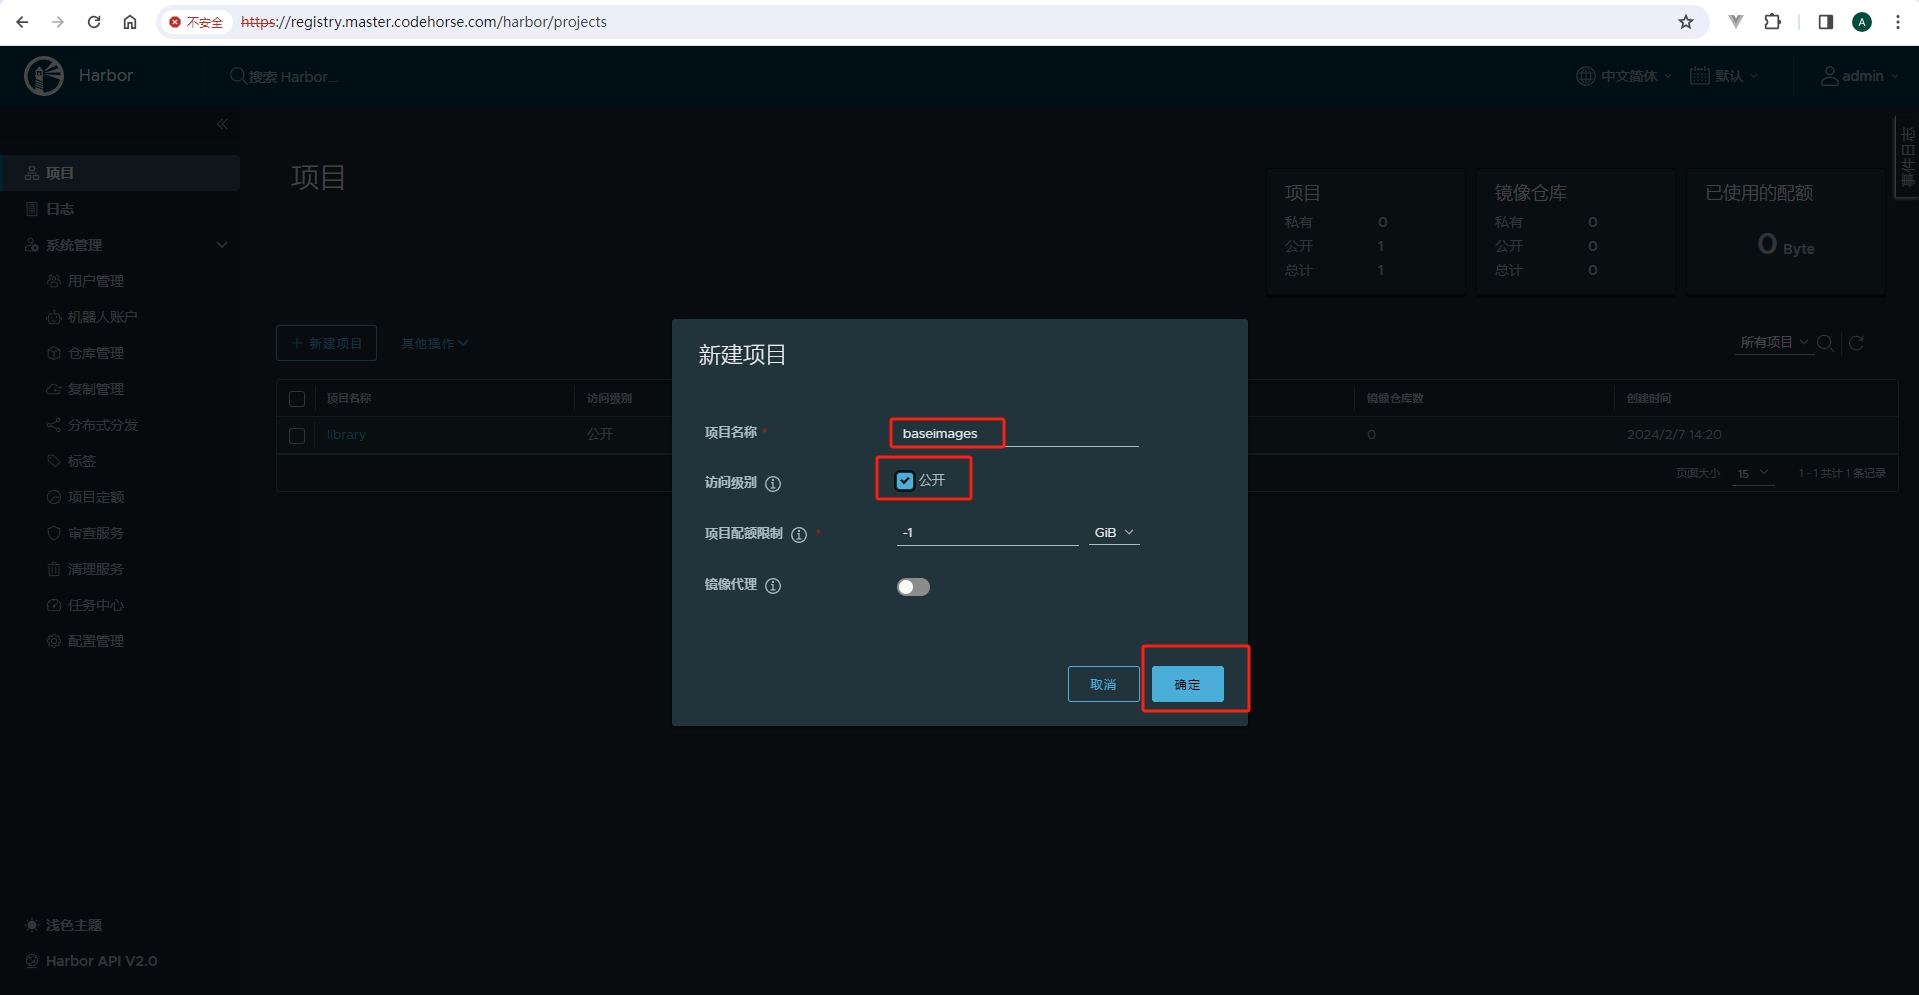 不安全 https://registry.master.codehorse.com/harbor/projects
A
Harbor
搜索 Harbor...
中文简体
默认
admin
事件日志
项目
日志
系统管理
用户管理
机器人账户
仓库管理
复制管理
分布式分发
标签
项目定额
审查服务
清理服务
任务中心
配置管理
浅色主题
Harbor API V2.0
项目
项目
私有 0
公开 1
总计 1
镜像仓库
私有 0
公开 0
总计 0
已使用的配额
0 Byte
新建项目
其他操作
所有项目
项目名称 访问级别 镜像仓库数 创建时间
library 公开 0 2024/2/7 14:20
页面大小 15 1 - 1 共计 1 条记录
新建项目
项目名称 * baseimages
访问级别 公开
项目配额限制 * -1 GiB
镜像代理
取消
确定